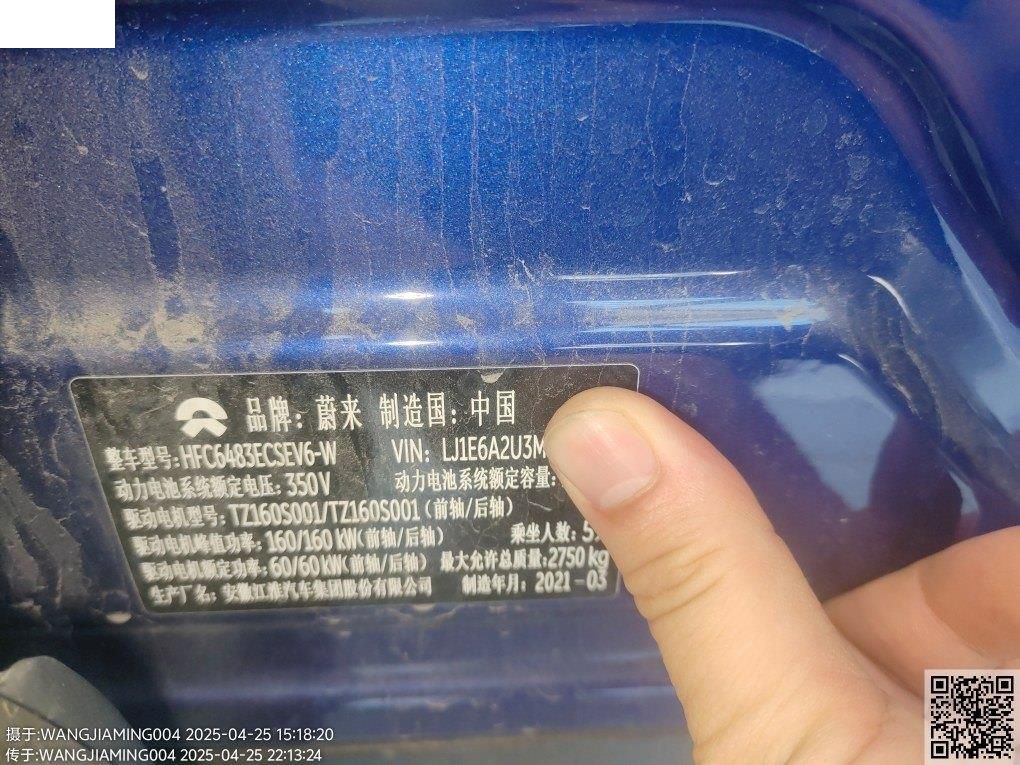 品牌：蔚来 制造国：中国
整车型号：HFC6483ECSEV6-W VIN：LJ1E6A2U3M
动力电池系统额定电压：350V 动力电池系统额定容量：
驱动电机型号：TZ160S001/TZ160S001（前轴/后轴）
驱动电机峰值功率：160/160 kW(前轴/后轴） 乘坐人数：5
驱动电机额定功率：60/60 kW(前轴/后轴） 最大允许总质量：2750 kg
生产厂名：安徽江淮汽车集团股份有限公司 制造年月：2021-03
摄于:WANGJIAMING004 2025-04-25 15:18:20
传于:WANGJIAMING004 2025-04-25 22:13:24